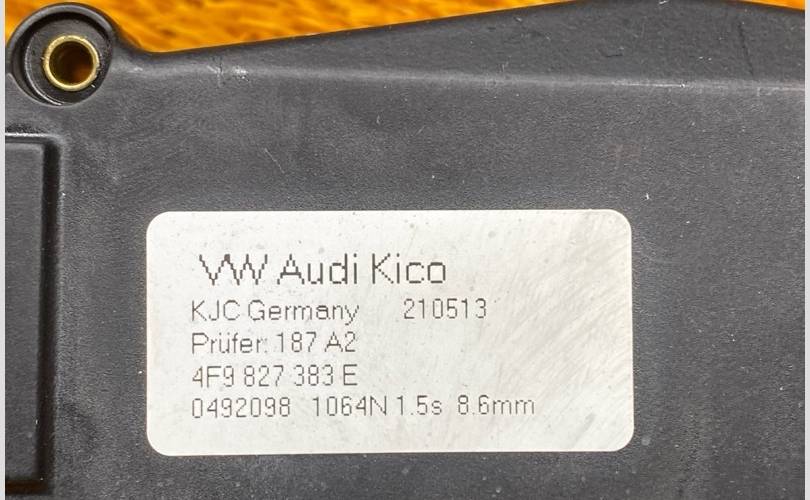 VW Audi Kico
KJC Germany 210513
Prüfer: 187 A2
4F9 827 383 E
0492098 1064N 1.5s 8.6mm